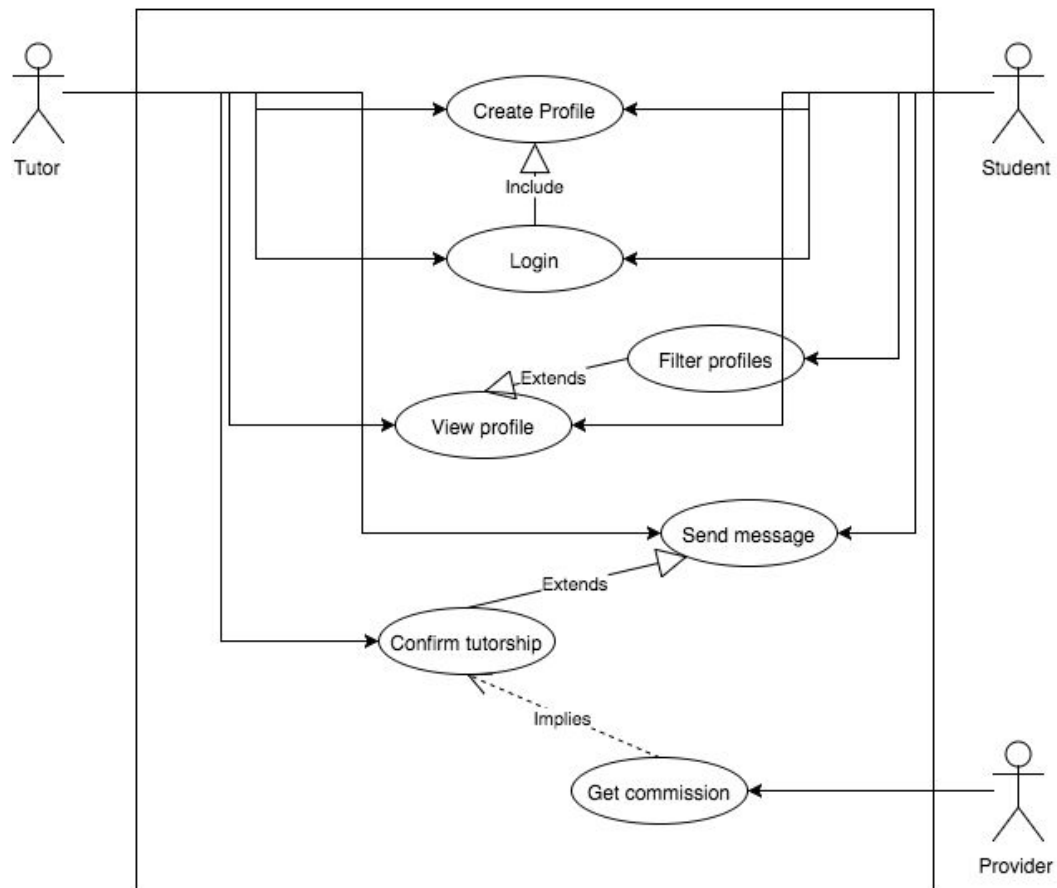 Create Profile
Tutor
Student
Include
Login
Filter profiles
Extends
View profile
Send message
Extends
Confirm tutorship
Implies
Get commission
Provider